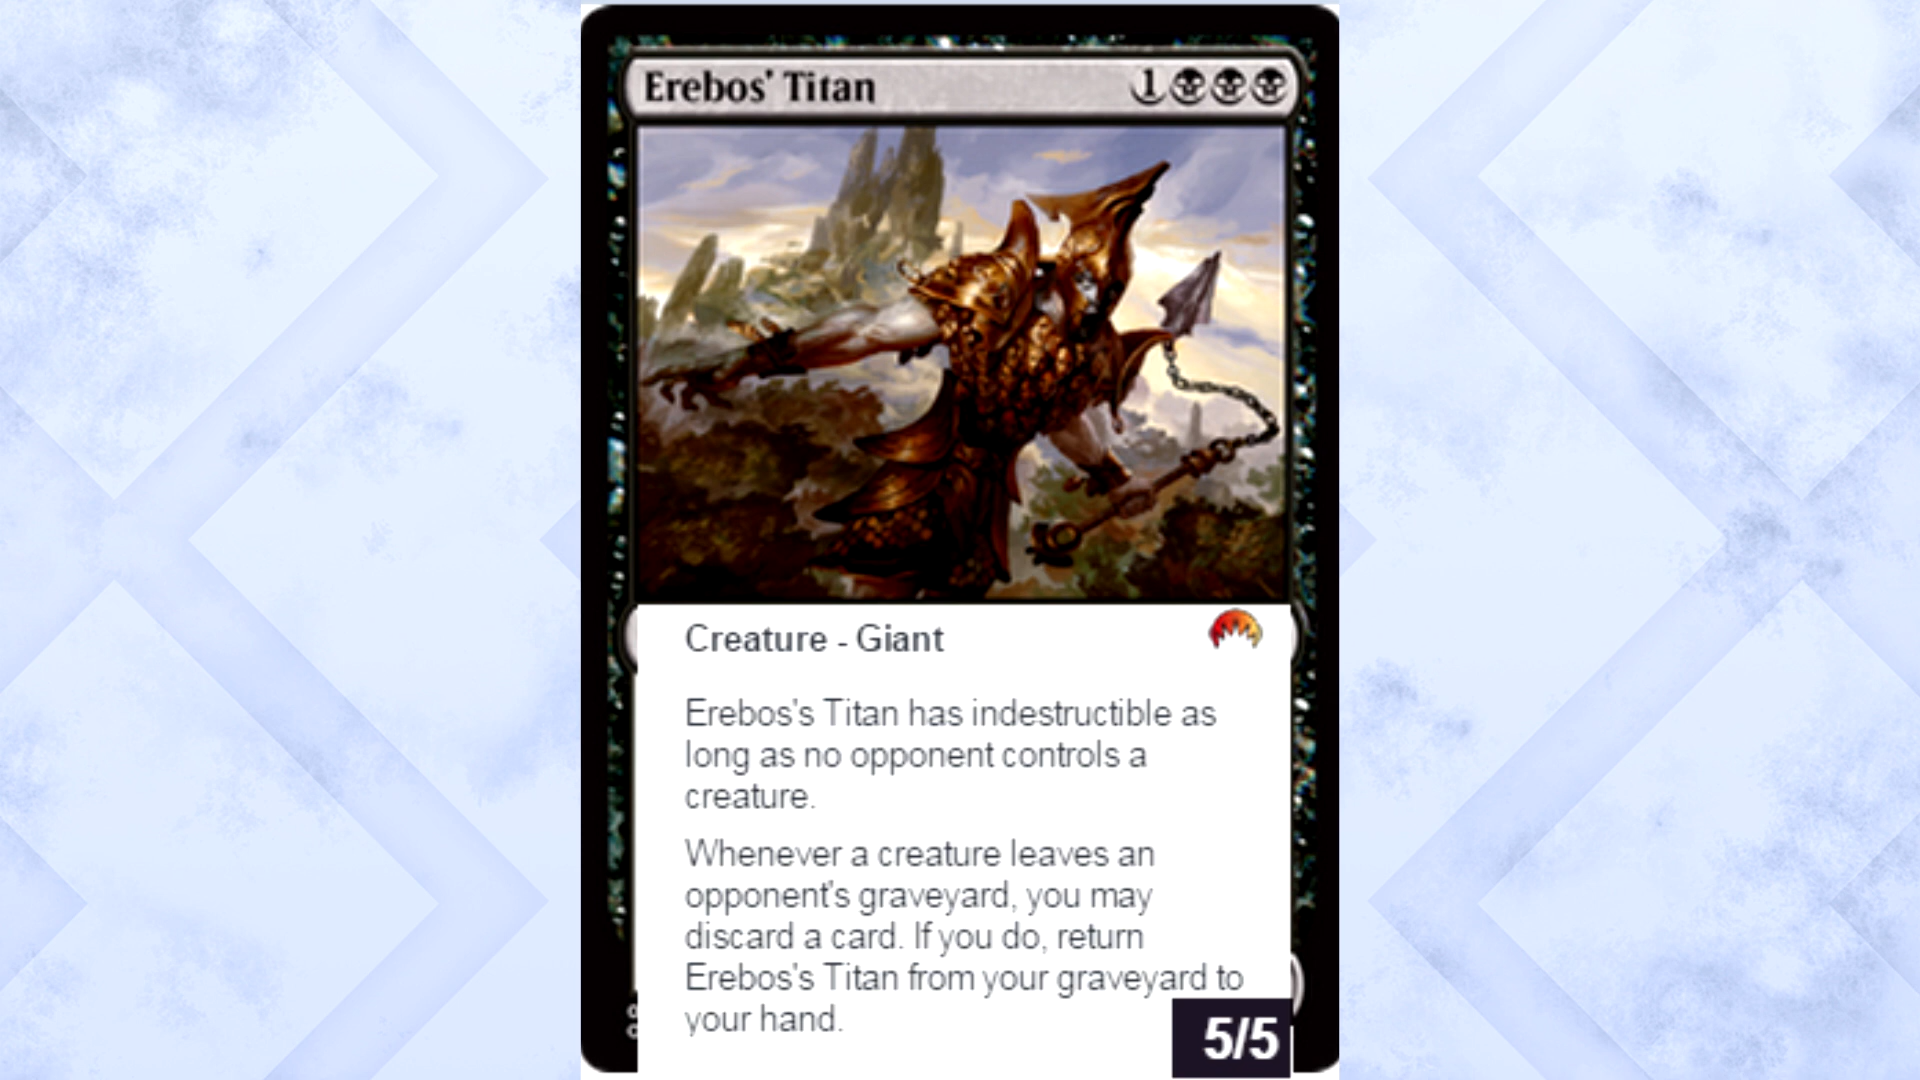 Erebos' Titan 1
Creature - Giant
Erebos's Titan has indestructible as
long as no opponent controls a
creature.
Whenever a creature leaves an
opponent's graveyard, you may
discard a card. If you do, return
Erebos's Titan from your graveyard to
your hand.
5/5